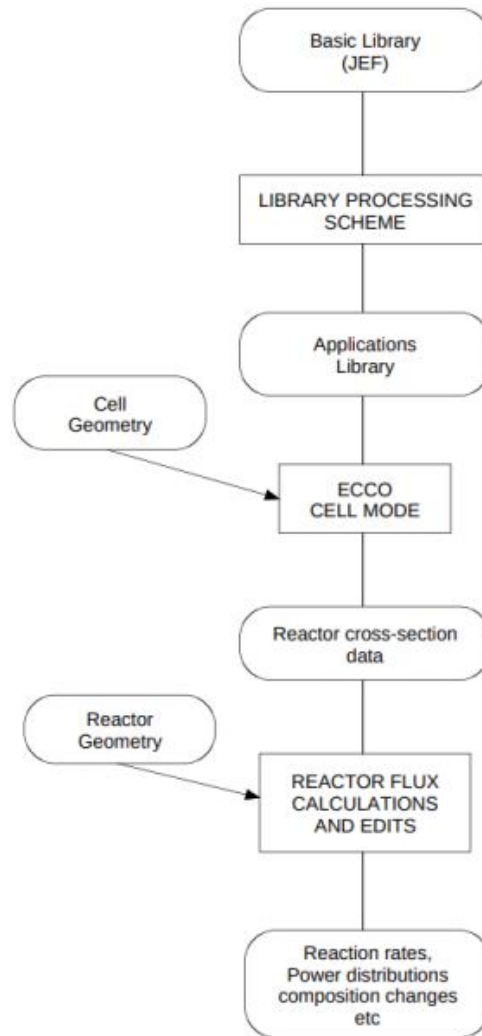 Basic Library
(JEF)
LIBRARY PROCESSING
SCHEME
Applications
Library
Cell
Geometry
ECCO
CELL MODE
Reactor cross-section
data
Reactor
Geometry
REACTOR FLUX
CALCULATIONS
AND EDITS
Reaction rates,
Power distributions
composition changes
etc